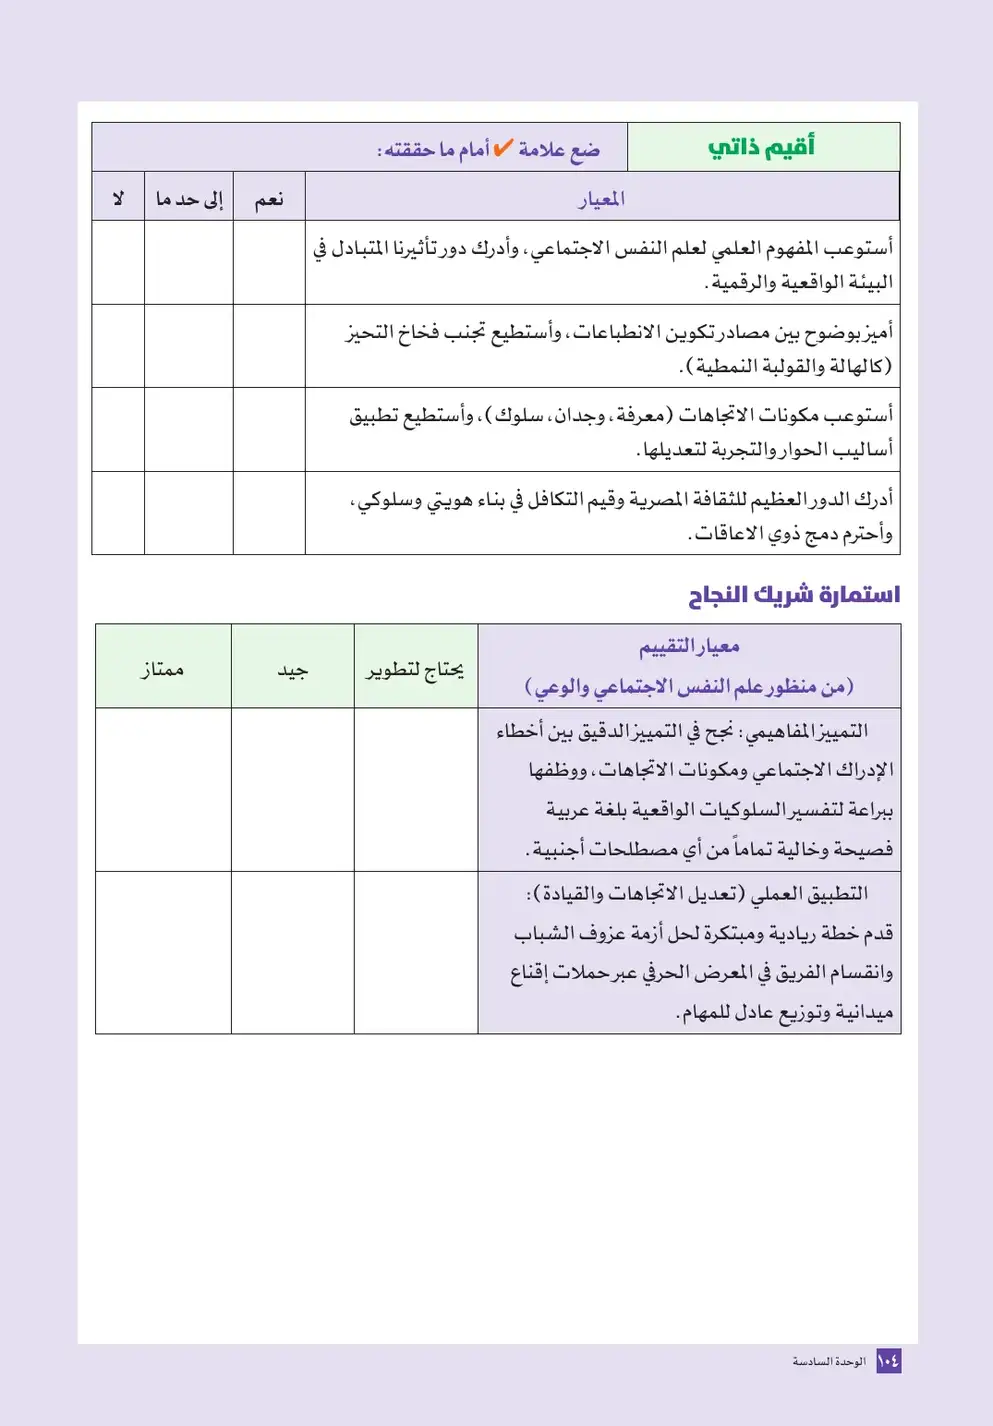 أقيم ذاتي
ضع علامة ✔ أمام ما حققته:
المعيار
نعم
إلى حد ما
لا
أستوعب المفهوم العلمي لعلم النفس الاجتماعي، وأدرك دور تأثيرنا المتبادل في
البيئة الواقعية والرقمية.
أميز بوضوح بين مصادر تكوين الانطباعات، وأستطيع تجنب فخاخ التحيز
(كالهالة والقولبة النمطية).
أستوعب مكونات الاتجاهات (معرفة، وجدان، سلوك)، وأستطيع تطبيق
أساليب الحوار والتجربة لتعديلها.
أدرك الدور العظيم للثقافة المصرية وقيم التكافل في بناء هويتي وسلوكي،
وأحترم دمج ذوي الاعاقات.
استمارة شريك النجاح
معيار التقييم
(من منظور علم النفس الاجتماعي والوعي)
يحتاج لتطوير
جيد
ممتاز
التمييز المفاهيمي: نجح في التمييز الدقيق بين أخطاء
الإدراك الاجتماعي ومكونات الاتجاهات، ووظفها
ببراعة لتفسير السلوكيات الواقعية بلغة عربية
فصيحة وخالية تماماً من أي مصطلحات أجنبية.
التطبيق العملي (تعديل الاتجاهات والقيادة):
قدم خطة ريادية ومبتكرة لحل أزمة عزوف الشباب
وانقسام الفريق في المعرض الحرفي عبر حملات إقناع
ميدانية وتوزيع عادل للمهام.
١٠٤ الوحدة السادسة